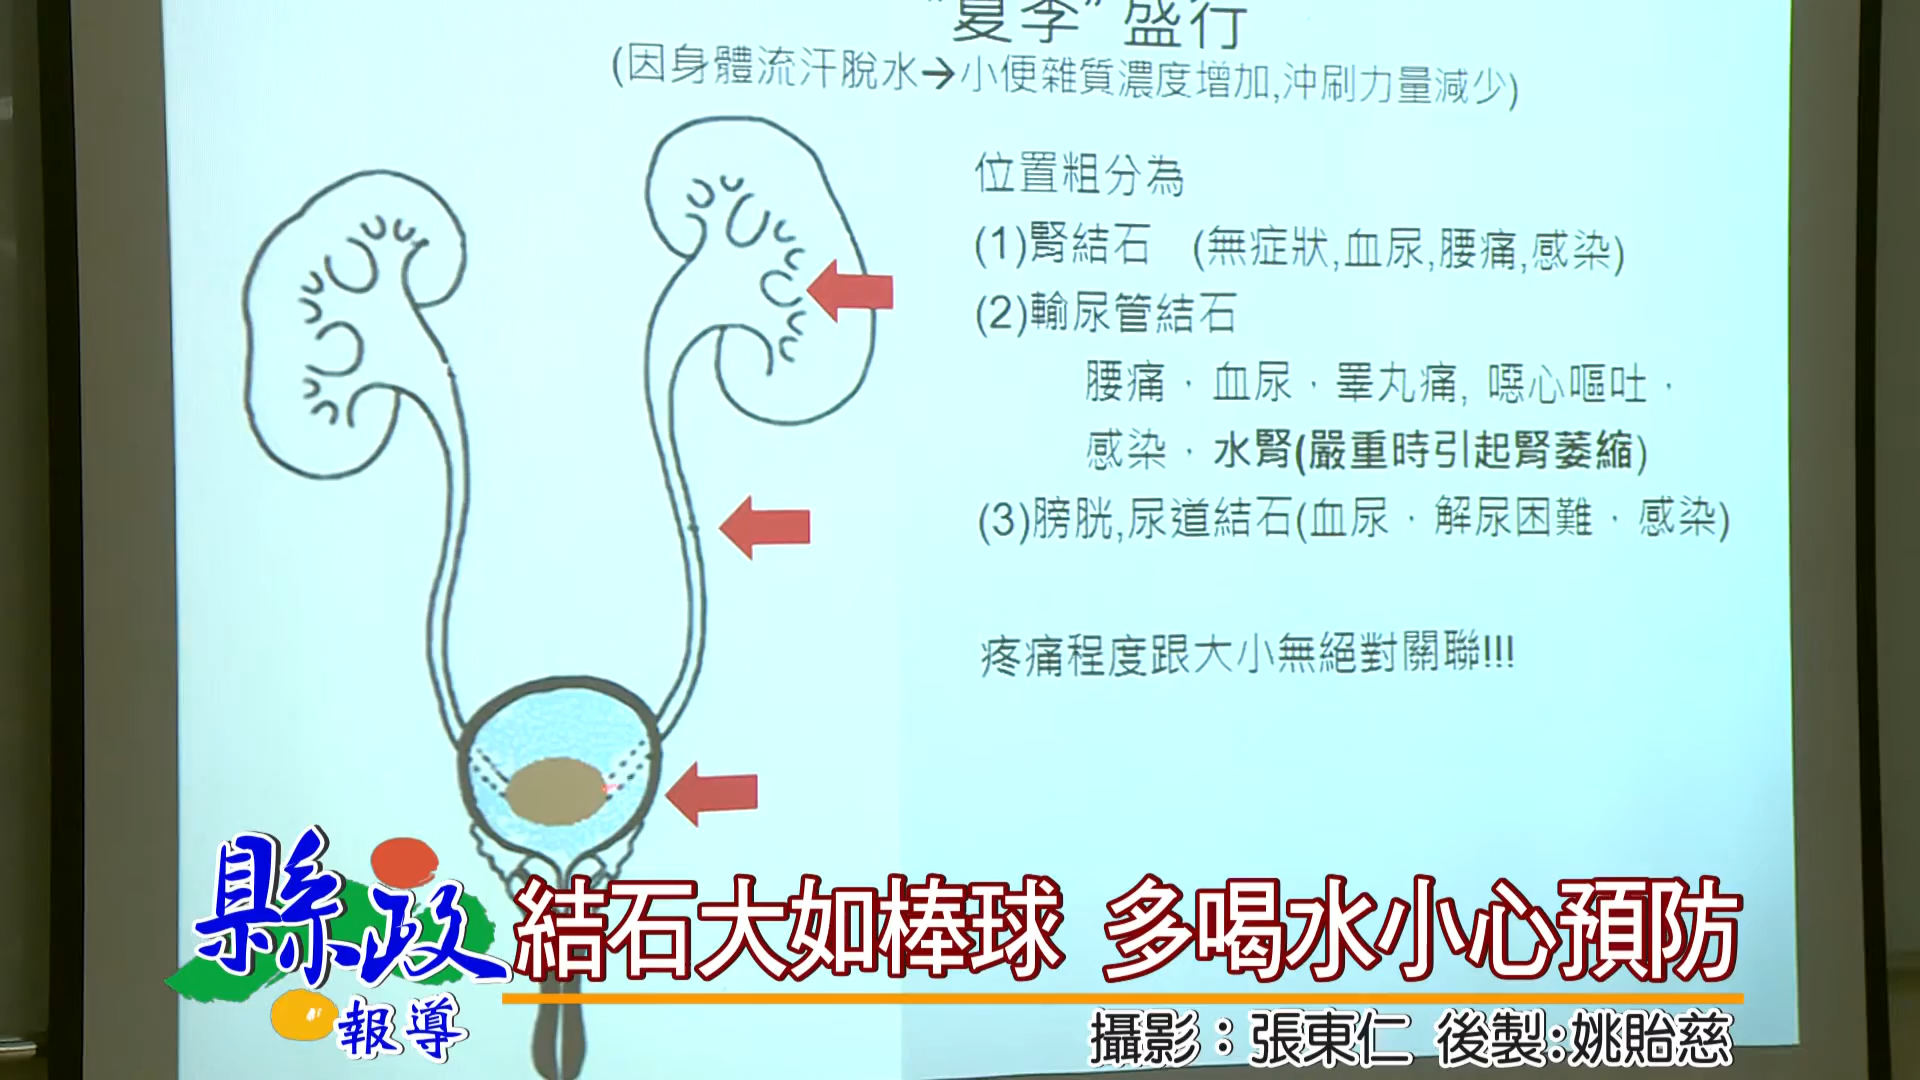 "夏季" 盛行
(因身體流汗脫水→小便雜質濃度增加,沖刷力量減少)
位置粗分為
(1)腎結石 (無症狀,血尿,腰痛,感染)
(2)輸尿管結石
腰痛，血尿，睪丸痛, 噁心嘔吐，
感染，水腎(嚴重時引起腎萎縮)
(3)膀胱,尿道結石(血尿，解尿困難，感染)
疼痛程度跟大小無絕對關聯!!!
縣政
報導
結石大如棒球 多喝水小心預防
攝影：張東仁 後製:姚貽慈